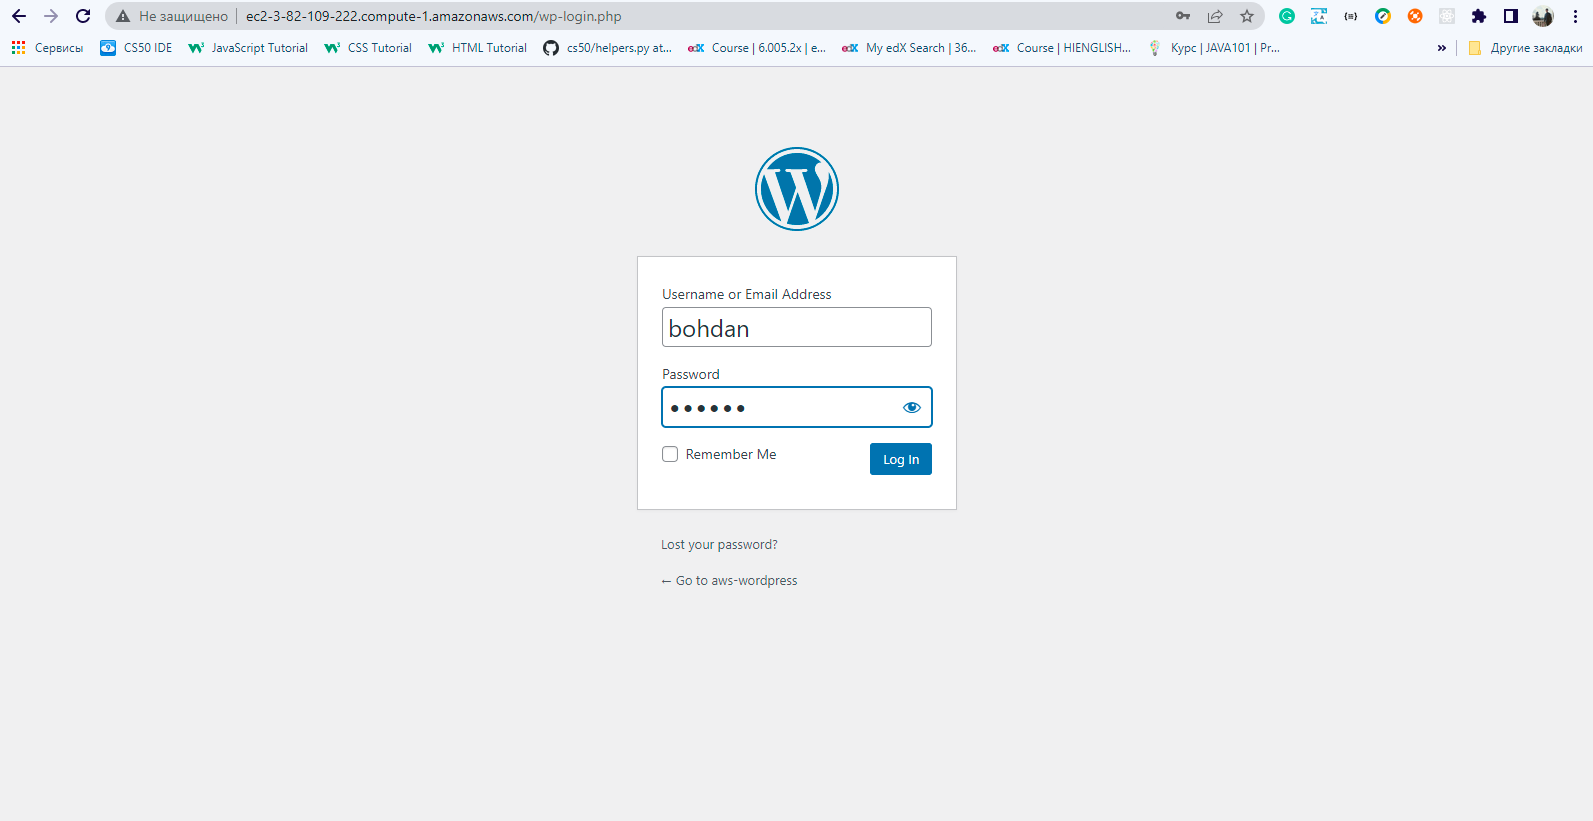 Не защищено ec2-3-82-109-222.compute-1.amazonaws.com/wp-login.php
Сервисы CS50 IDE JavaScript Tutorial CSS Tutorial HTML Tutorial cs50/helpers.py at... Course | 6.005.2x | e... My edX Search | 36... Course | HIENGLISH... Курс | JAVA101 | Pr... » Другие закладки
Username or Email Address
bohdan
Password
Remember Me Log In
Lost your password?
← Go to aws-wordpress